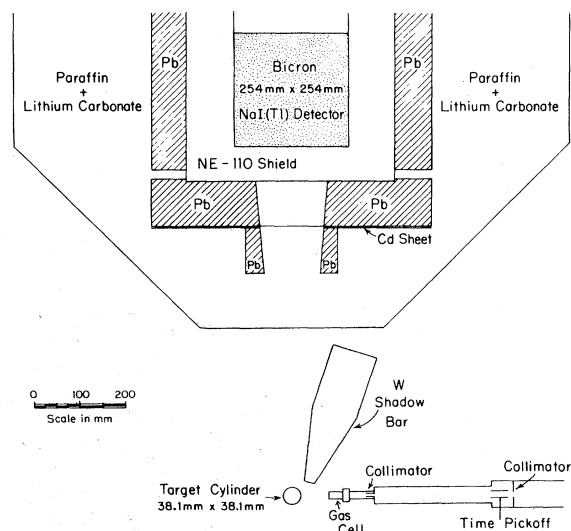 Pb
Pb
Paraffin
+
Lithium Carbonate
Bicron
254mm x 254mm
NaI(Tl) Detector
Paraffin
+
Lithium Carbonate
NE-110 Shield
Pb
Pb
Cd Sheet
Pb
Pb
0 100 200
Scale in mm
W
Shadow
Bar
Target Cylinder
38.1mm x 38.1mm
Gas
Cell
Collimator
Collimator
Time Pickoff